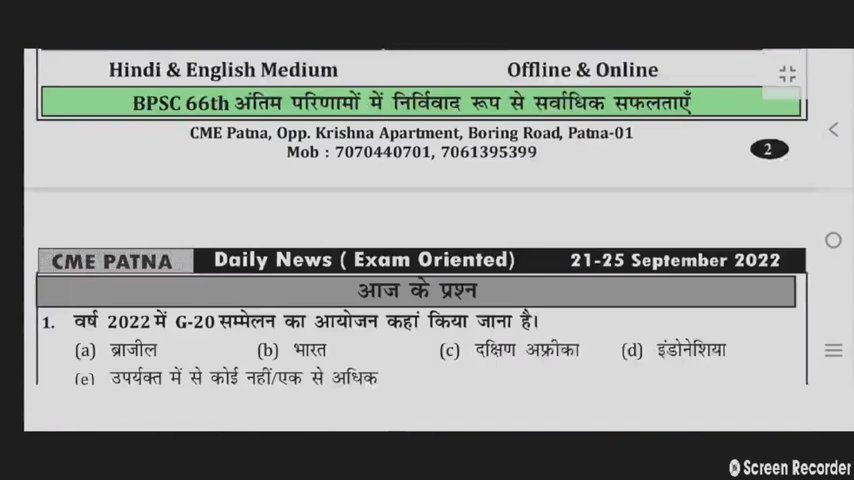 Hindi & English Medium Offline & Online
BPSC 66th अंतिम परिणामों में निर्विवाद रूप से सर्वाधिक सफलताएँ
CME Patna, Opp. Krishna Apartment, Boring Road, Patna-01
Mob : 7070440701, 7061395399
2
CME PATNA Daily News ( Exam Oriented) 21-25 September 2022
आज के प्रश्न
1. वर्ष 2022 में G-20 सम्मेलन का आयोजन कहां किया जाना है।
(a) ब्राजील (b) भारत (c) दक्षिण अफ्रीका (d) इंडोनेशिया
(e) उपर्यक्त में से कोई नहीं/एक से अधिक
Screen Recorder